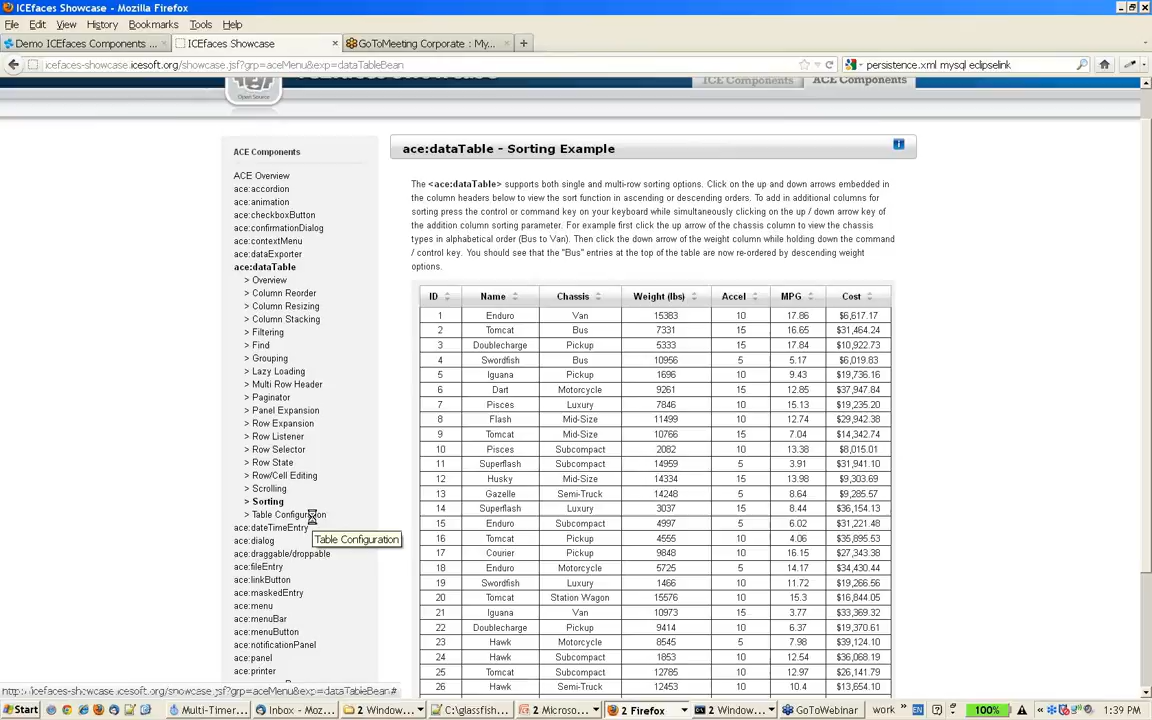 ICEfaces Showcase - Mozilla Firefox
File Edit View History Bookmarks Tools Help
Demo ICEfaces Components ... ICEfaces Showcase GoToMeeting Corporate : My...
icefaces-showcase.icesoft.org/showcase.jsf?grp=aceMenu&exp=dataTableBean
persistence.xml mysql eclipselink
ICE Components ACE Components
Open Source
ACE Components
ACE Overview
ace:accordion
ace:animation
ace:checkboxButton
ace:confirmationDialog
ace:contextMenu
ace:dataExporter
ace:dataTable
> Overview
> Column Reorder
> Column Resizing
> Column Stacking
> Filtering
> Find
> Grouping
> Lazy Loading
> Multi Row Header
> Paginator
> Panel Expansion
> Row Expansion
> Row Listener
> Row Selector
> Row State
> Row/Cell Editing
> Scrolling
> Sorting
> Table Configuration
Table Configuration
ace:dateTimeEntry
ace:dialog
ace:draggable/droppable
ace:fileEntry
ace:linkButton
ace:maskedEntry
ace:menu
ace:menuBar
ace:menuButton
ace:notificationPanel
ace:panel
ace:printer
ace:dataTable - Sorting Example
The <ace:dataTable> supports both single and multi-row sorting options. Click on the up and down arrows embedded in
the column headers below to view the sort function in ascending or descending orders. To add in additional columns for
sorting press the control or command key on your keyboard while simultaneously clicking on the up / down arrow key of
the addition column sorting parameter. For example first click the up arrow of the chassis column to view the chassis
types in alphabetical order (Bus to Van). Then click the down arrow of the weight column while holding down the command
/ control key. You should see that the "Bus" entries at the top of the table are now re-ordered by descending weight
options.
ID Name Chassis Weight (lbs) Accel MPG Cost
1 Enduro Van 15383 10 17.86 $6,617.17
2 Tomcat Bus 7331 15 16.65 $31,464.24
3 Doublecharge Pickup 5333 15 17.84 $10,922.73
4 Swordfish Bus 10956 5 5.17 $6,019.83
5 Iguana Pickup 1696 10 9.43 $19,736.16
6 Dart Motorcycle 9261 15 12.85 $37,947.84
7 Pisces Luxury 7846 10 15.13 $19,235.20
8 Flash Mid-Size 11499 10 12.74 $29,942.38
9 Tomcat Mid-Size 10766 15 7.04 $14,342.74
10 Pisces Subcompact 2082 10 13.38 $8,015.01
11 Superflash Subcompact 14959 5 3.91 $31,941.10
12 Husky Mid-Size 14334 15 13.98 $9,303.69
13 Gazelle Semi-Truck 14248 5 8.64 $9,285.57
14 Superflash Luxury 3037 10 8.44 $36,154.13
15 Enduro Subcompact 4997 5 6.02 $31,221.48
16 Tomcat Pickup 4555 10 4.06 $35,895.53
17 Courier Pickup 9848 10 16.15 $27,343.38
18 Enduro Motorcycle 5725 5 14.17 $34,430.44
19 Swordfish Luxury 1466 10 11.72 $19,266.56
20 Tomcat Station Wagon 15576 10 15.3 $16,844.05
21 Iguana Van 10973 15 3.77 $33,369.32
22 Doublecharge Pickup 9414 10 6.37 $19,370.61
23 Hawk Motorcycle 8545 5 7.98 $39,124.10
24 Hawk Subcompact 1853 10 12.54 $36,068.19
25 Tomcat Subcompact 12785 10 12.97 $26,141.79
26 Hawk Semi-Truck 12453 10 10.4 $13,654.10
http://icefaces-showcase.icesoft.org/showcase.jsf?grp=aceMenu&exp=dataTableBean#
Start Multi-Timer... Inbox - Moz... 2 Window... C:\glassfish... 2 Microso... 2 Firefox 2 Window... GoToWebinar work » EN 100% « 1:39 PM